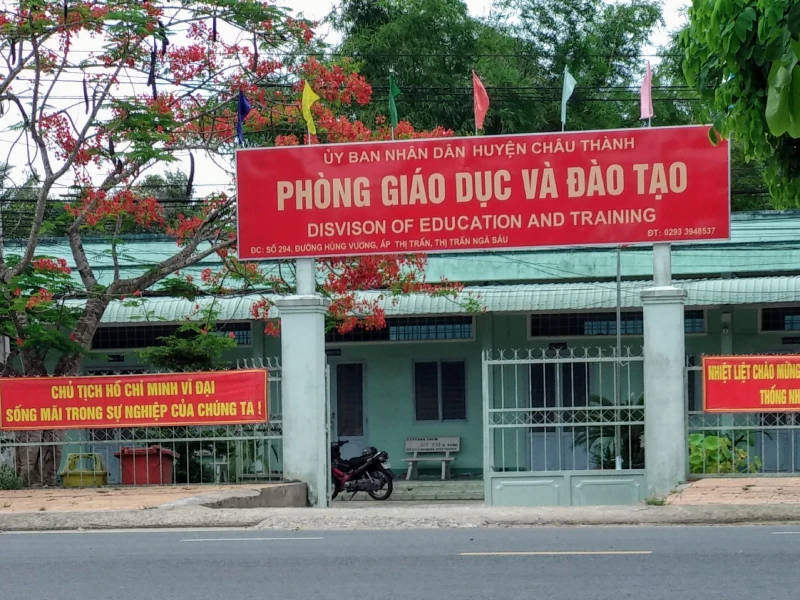 ỦY BAN NHÂN DÂN HUYỆN CHÂU THÀNH
PHÒNG GIÁO DỤC VÀ ĐÀO TẠO
DISVISON OF EDUCATION AND TRAINING
ĐC: SỐ 294, ĐƯỜNG HÙNG VƯƠNG, ẤP THỊ TRẤN, THỊ TRẤN NGÃ SÁU ĐT: 0293 3948537
CHỦ TỊCH HỒ CHÍ MINH VĨ ĐẠI
SỐNG MÃI TRONG SỰ NGHIỆP CỦA CHÚNG TA !
NHIỆT LIỆT CHÀO MỪN
THỐNG NH